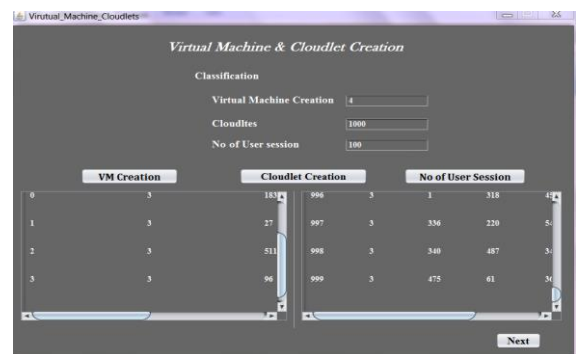 Virutual_Machine_Cloudlets
Virtual Machine & Cloudlet Creation
Classification
Virtual Machine Creation 4
Cloudltes 1000
No of User session 100
VM Creation Cloudlet Creation No of User Session
0 3 183 996 3 1 318
1 3 27 997 3 336 220
2 3 511 998 3 340 487
3 3 96 999 3 475 61
Next